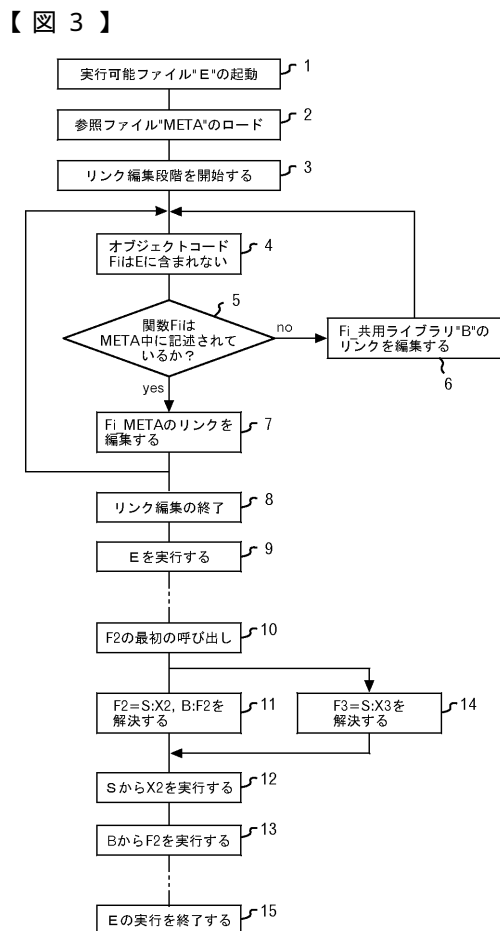 【図3】
実行可能ファイル"E"の起動
1
参照ファイル"META"のロード
2
リンク編集段階を開始する
3
オブジェクトコード
FiはEに含まれない
4
5
関数Fiは
META中に記述されて
いるか?
no
yes
Fi_共用ライブラリ"B"の
リンクを編集する
6
Fi_METAのリンクを
編集する
7
リンク編集の終了
8
Eを実行する
9
F2の最初の呼び出し
10
F2=S:X2, B:F2を
解決する
11
F3=S:X3を
解決する
14
SからX2を実行する
12
BからF2を実行する
13
Eの実行を終了する
15